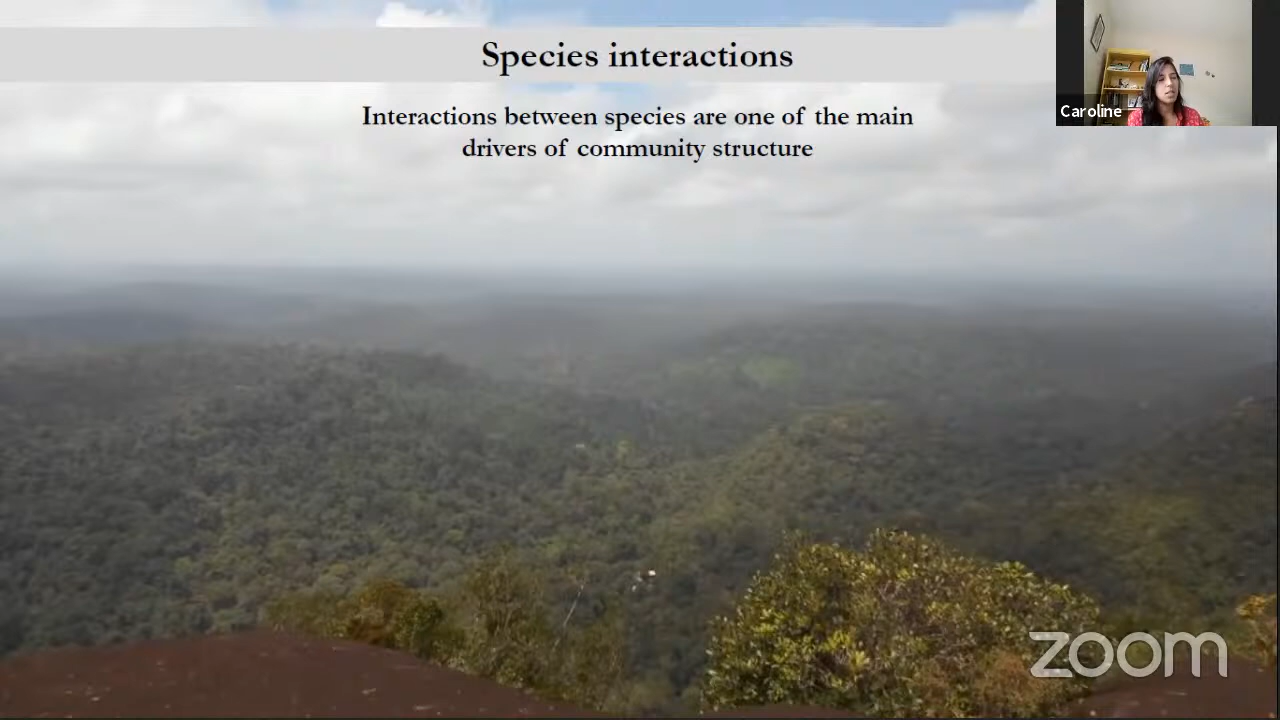 Species interactions
Interactions between species are one of the main
drivers of community structure
Caroline
zoom